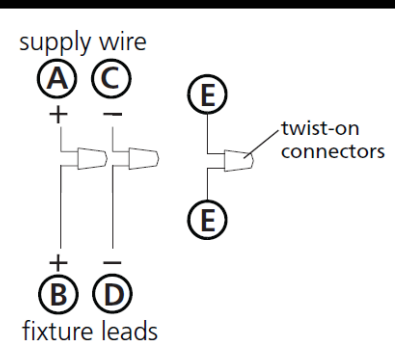 supply wire
A C
+ −
E
twist-on
connectors
E
+ −
B D
fixture leads